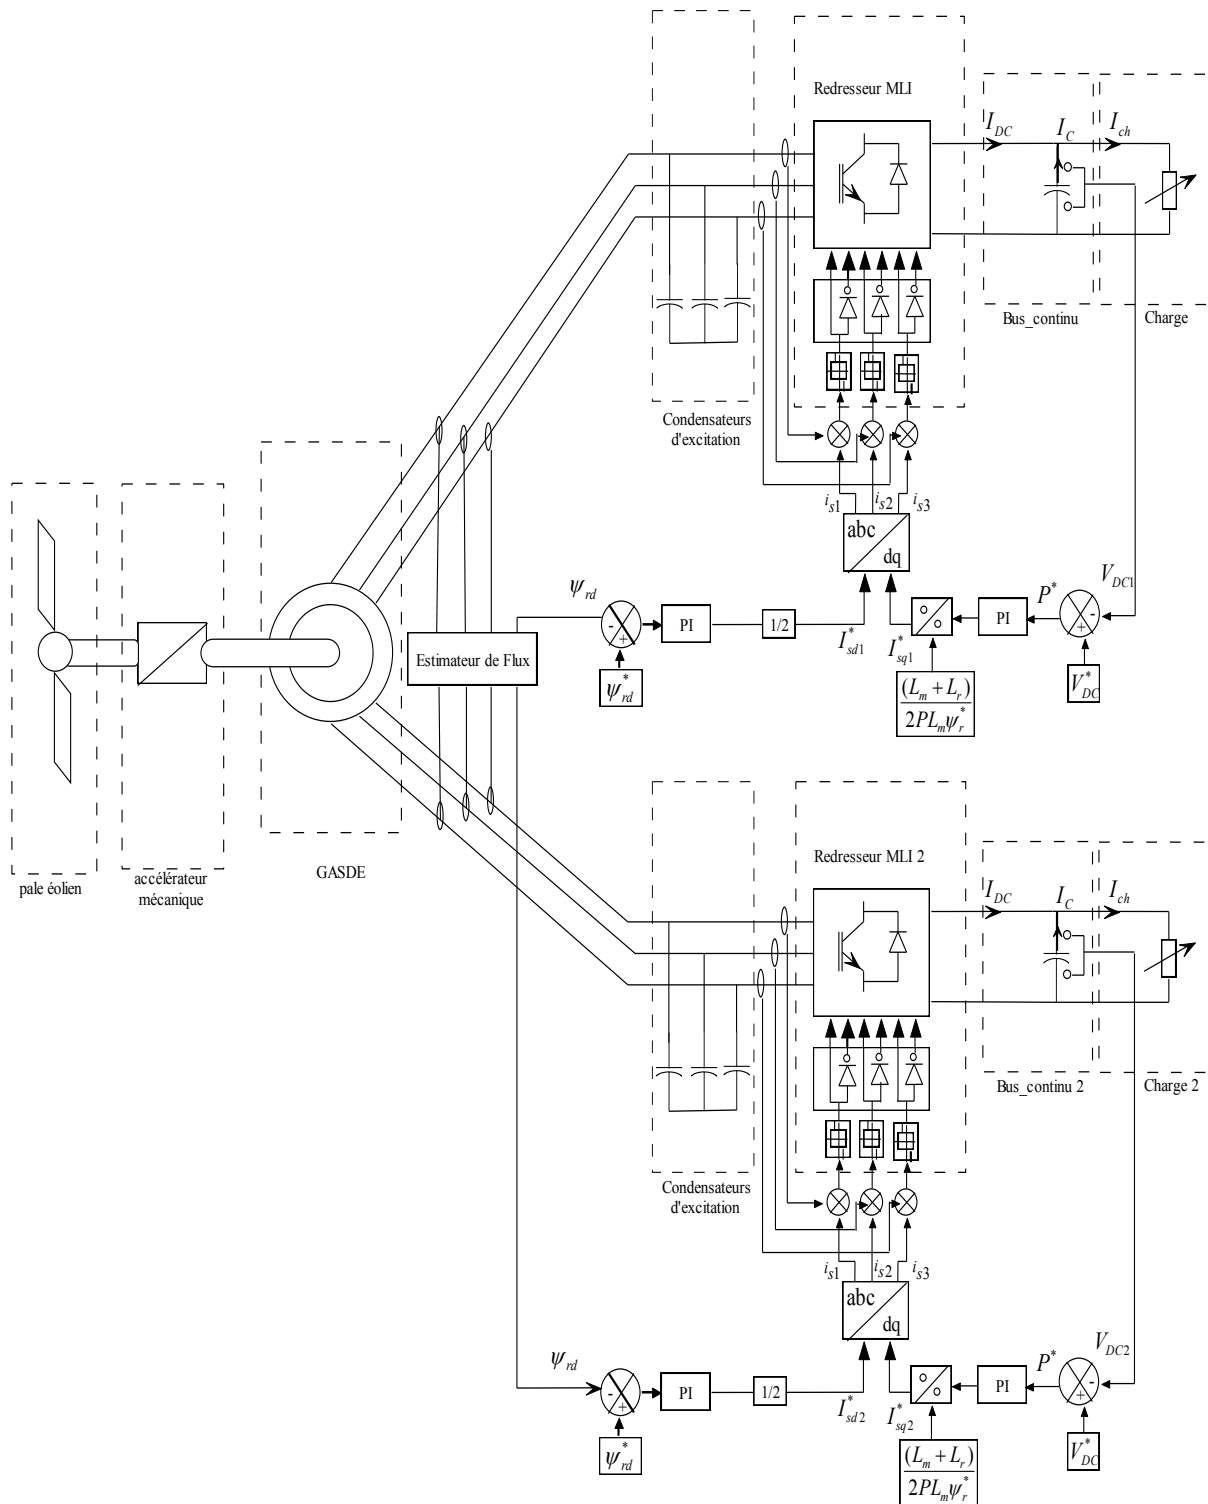 Redresseur MLI
I_DC
I_C
I_ch
Bus_continu
Charge
Condensateurs
d'excitation
i_s1
i_s2
i_s3
abc
dq
ψ_rd
-
+
PI
1/2
I*_sd1
I*_sq1
PI
P*
V_DC1
-
+
ψ*_rd
V*_DC
(L_m + L_r)
2PL_mψ*_r
Estimateur de Flux
pale éolien
accélérateur
mécanique
GASDE
Redresseur MLI 2
I_DC
I_C
I_ch
Bus_continu 2
Charge 2
Condensateurs
d'excitation
i_s1
i_s2
i_s3
abc
dq
ψ_rd
-
+
PI
1/2
I*_sd2
I*_sq2
PI
P*
V_DC2
-
+
ψ*_rd
V*_DC
(L_m + L_r)
2PL_mψ*_r